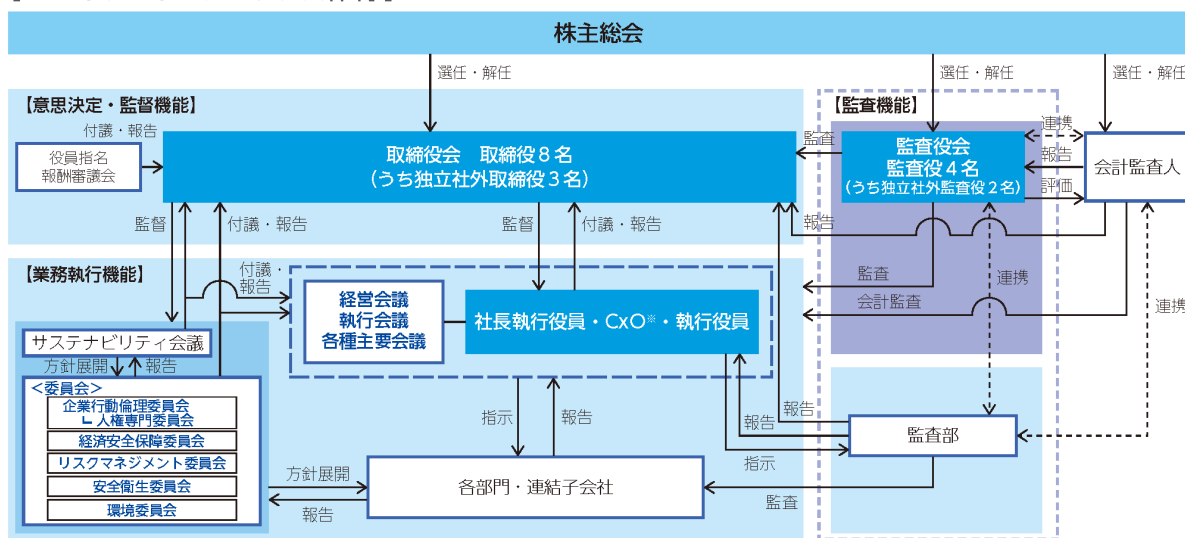 株主総会
選任・解任
選任・解任
選任・解任
【意思決定・監督機能】
【監査機能】
付議・報告
役員指名
報酬審議会
取締役会　取締役8名
（うち独立社外取締役3名）
監査
監査役会
監査役4名
（うち独立社外監査役2名）
連携
報告
評価
会計監査人
監督
付議・報告
監督
付議・報告
報告
【業務執行機能】
付議・
報告
経営会議
執行会議
各種主要会議
社長執行役員・CxO※・執行役員
監査
会計監査
連携
連携
サステナビリティ会議
方針展開
報告
＜委員会＞
企業行動倫理委員会
┗ 人権専門委員会
経済安全保障委員会
リスクマネジメント委員会
安全衛生委員会
環境委員会
指示
報告
報告
報告
指示
監査部
方針展開
報告
各部門・連結子会社
監査